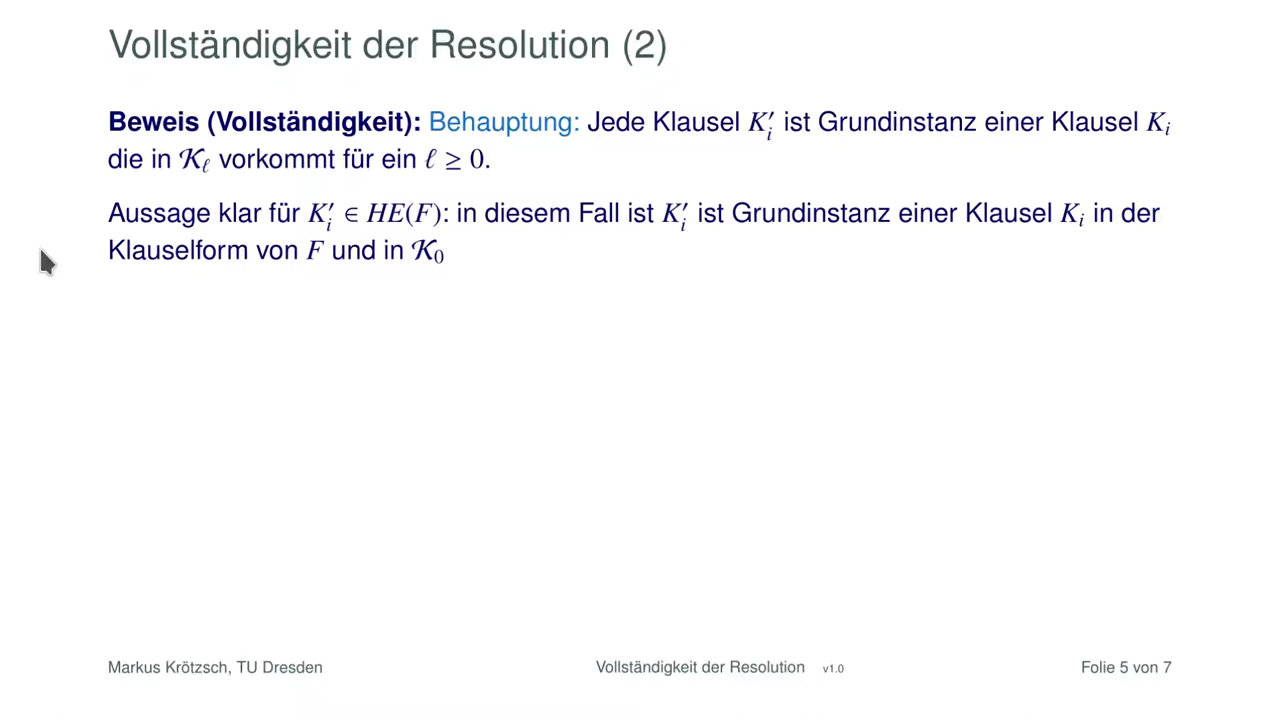 Vollständigkeit der Resolution (2)
Beweis (Vollständigkeit): Behauptung: Jede Klausel K′ᵢ ist Grundinstanz einer Klausel Kᵢ
die in 𝒦ℓ vorkommt für ein ℓ ≥ 0.
Aussage klar für K′ᵢ ∈ HE(F): in diesem Fall ist K′ᵢ ist Grundinstanz einer Klausel Kᵢ in der
Klauselform von F und in 𝒦₀
Markus Krötzsch, TU Dresden Vollständigkeit der Resolution v1.0 Folie 5 von 7